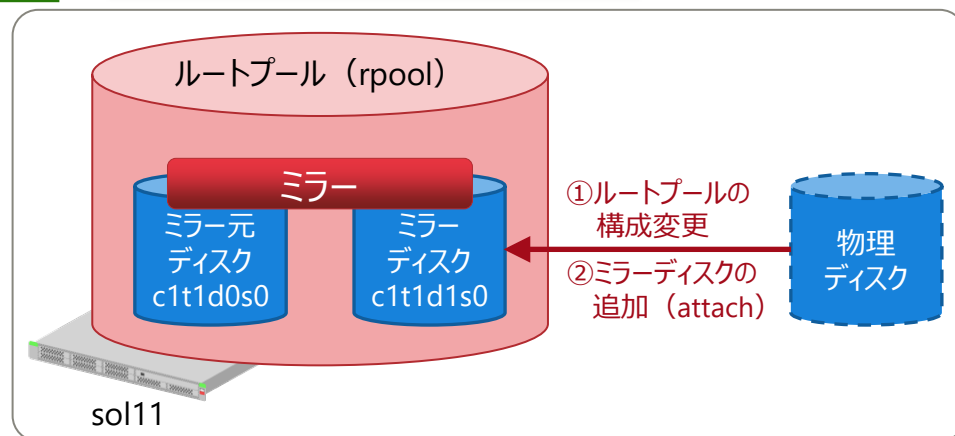 ルートプール（rpool）
ミラー
ミラー元
ディスク
c1t1d0s0
ミラー
ディスク
c1t1d1s0
①ルートプールの
構成変更
②ミラーディスクの
追加（attach）
物理
ディスク
sol11